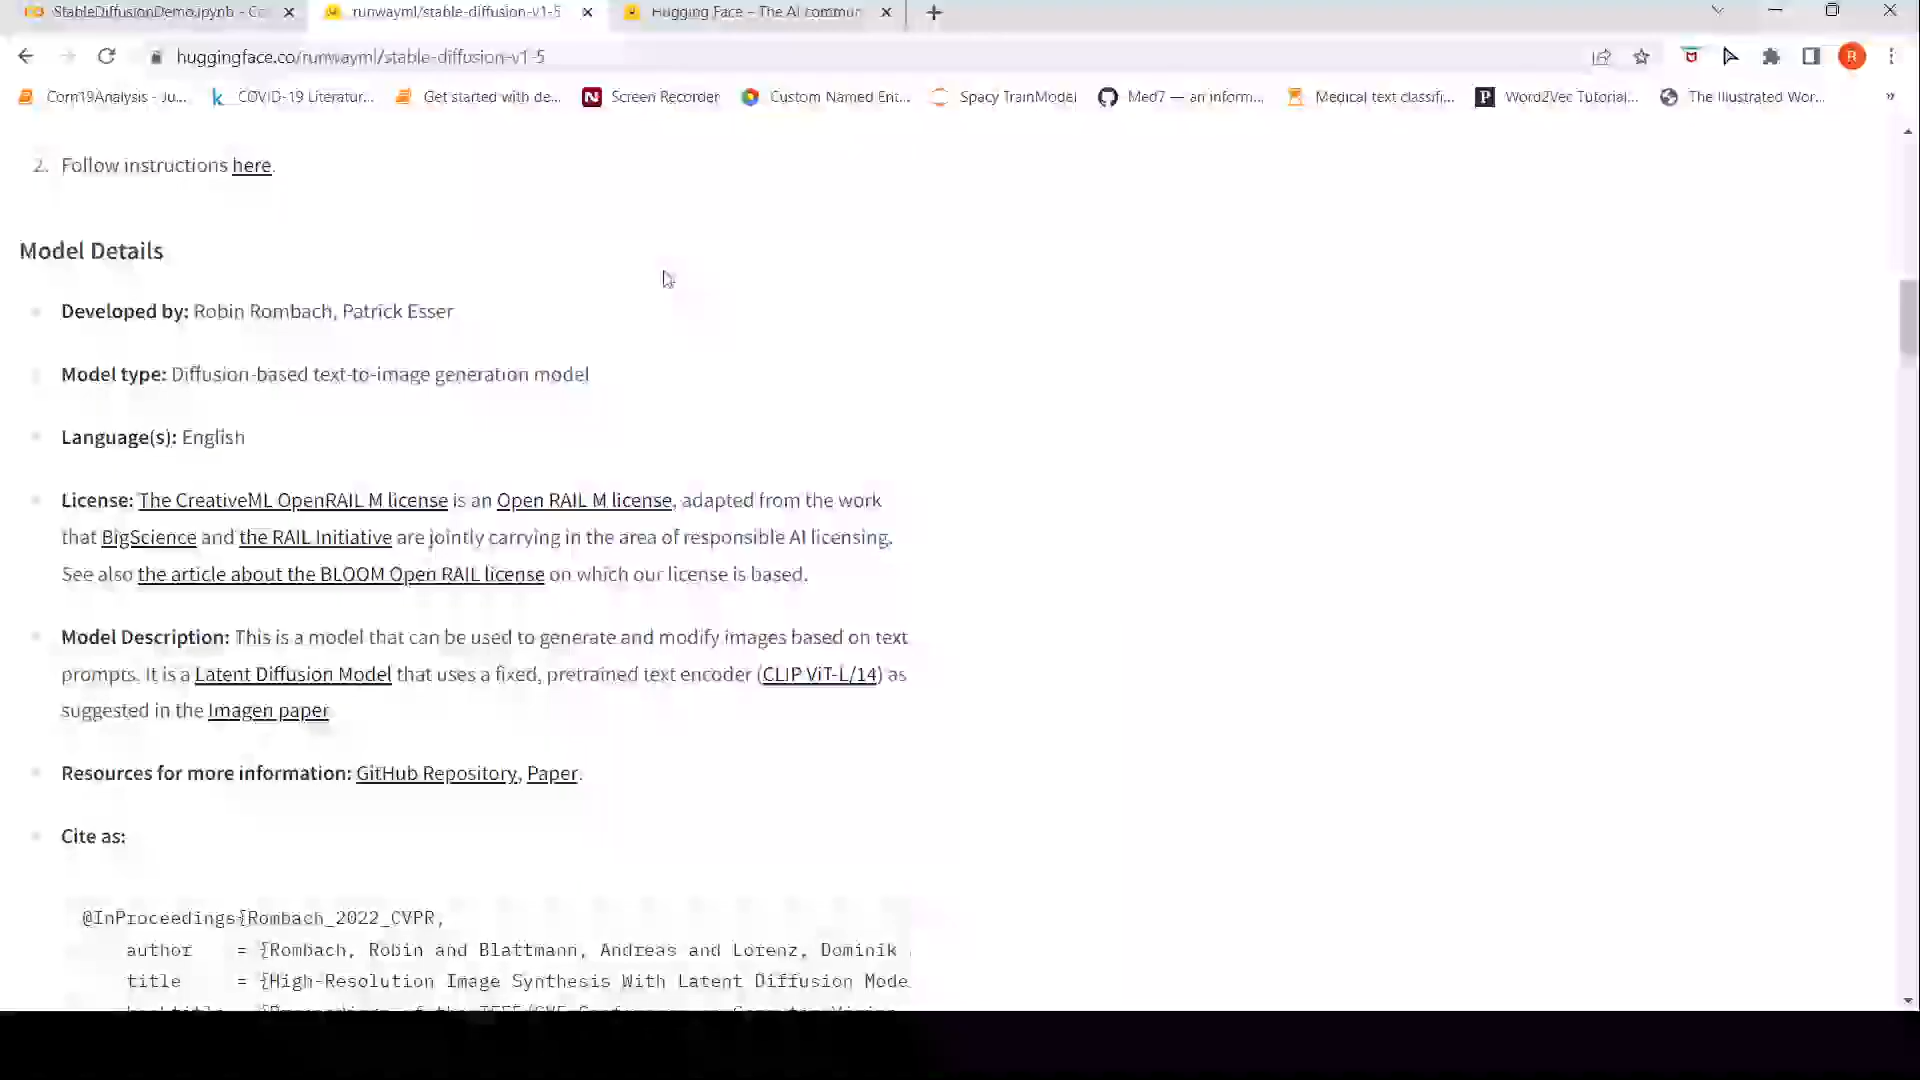 StableDiffusionDemo.ipynb - Co
runwayml/stable-diffusion-v1-5
Hugging Face – The AI commun
huggingface.co/runwayml/stable-diffusion-v1-5
R
Corn19Analysis - Ju...
COVID-19 Literatur...
Get started with de...
Screen Recorder
Custom Named Ent...
Spacy TrainModel
Med7 — an inform...
Medical text classifi...
Word2Vec Tutorial...
The Illustrated Wor...
»
2. Follow instructions here.
Model Details
Developed by: Robin Rombach, Patrick Esser
Model type: Diffusion-based text-to-image generation model
Language(s): English
License: The CreativeML OpenRAIL M license is an Open RAIL M license, adapted from the work
that BigScience and the RAIL Initiative are jointly carrying in the area of responsible AI licensing.
See also the article about the BLOOM Open RAIL license on which our license is based.
Model Description: This is a model that can be used to generate and modify images based on text
prompts. It is a Latent Diffusion Model that uses a fixed, pretrained text encoder (CLIP ViT-L/14) as
suggested in the Imagen paper
Resources for more information: GitHub Repository, Paper.
Cite as:
@InProceedings{Rombach_2022_CVPR,
author = {Rombach, Robin and Blattmann, Andreas and Lorenz, Dominik
title = {High-Resolution Image Synthesis With Latent Diffusion Mode